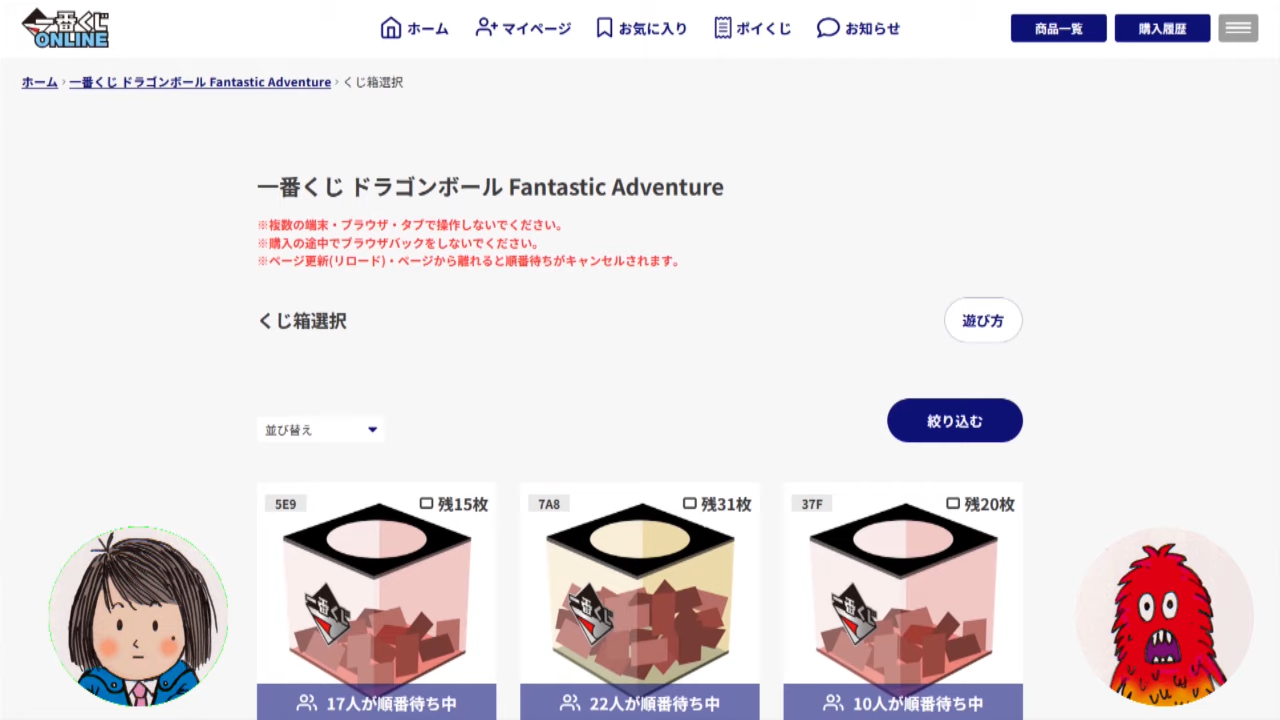 一番くじ
ONLINE
ホーム
マイページ
お気に入り
ポイくじ
お知らせ
商品一覧
購入履歴
ホーム › 一番くじ ドラゴンボール Fantastic Adventure › くじ箱選択
一番くじ ドラゴンボール Fantastic Adventure
※複数の端末・ブラウザ・タブで操作しないでください。
※購入の途中でブラウザバックをしないでください。
※ページ更新(リロード)・ページから離れると順番待ちがキャンセルされます。
くじ箱選択
遊び方
並び替え
絞り込む
5E9
残15枚
一番くじ
17人が順番待ち中
7A8
残31枚
一番くじ
22人が順番待ち中
37F
残20枚
一番くじ
10人が順番待ち中